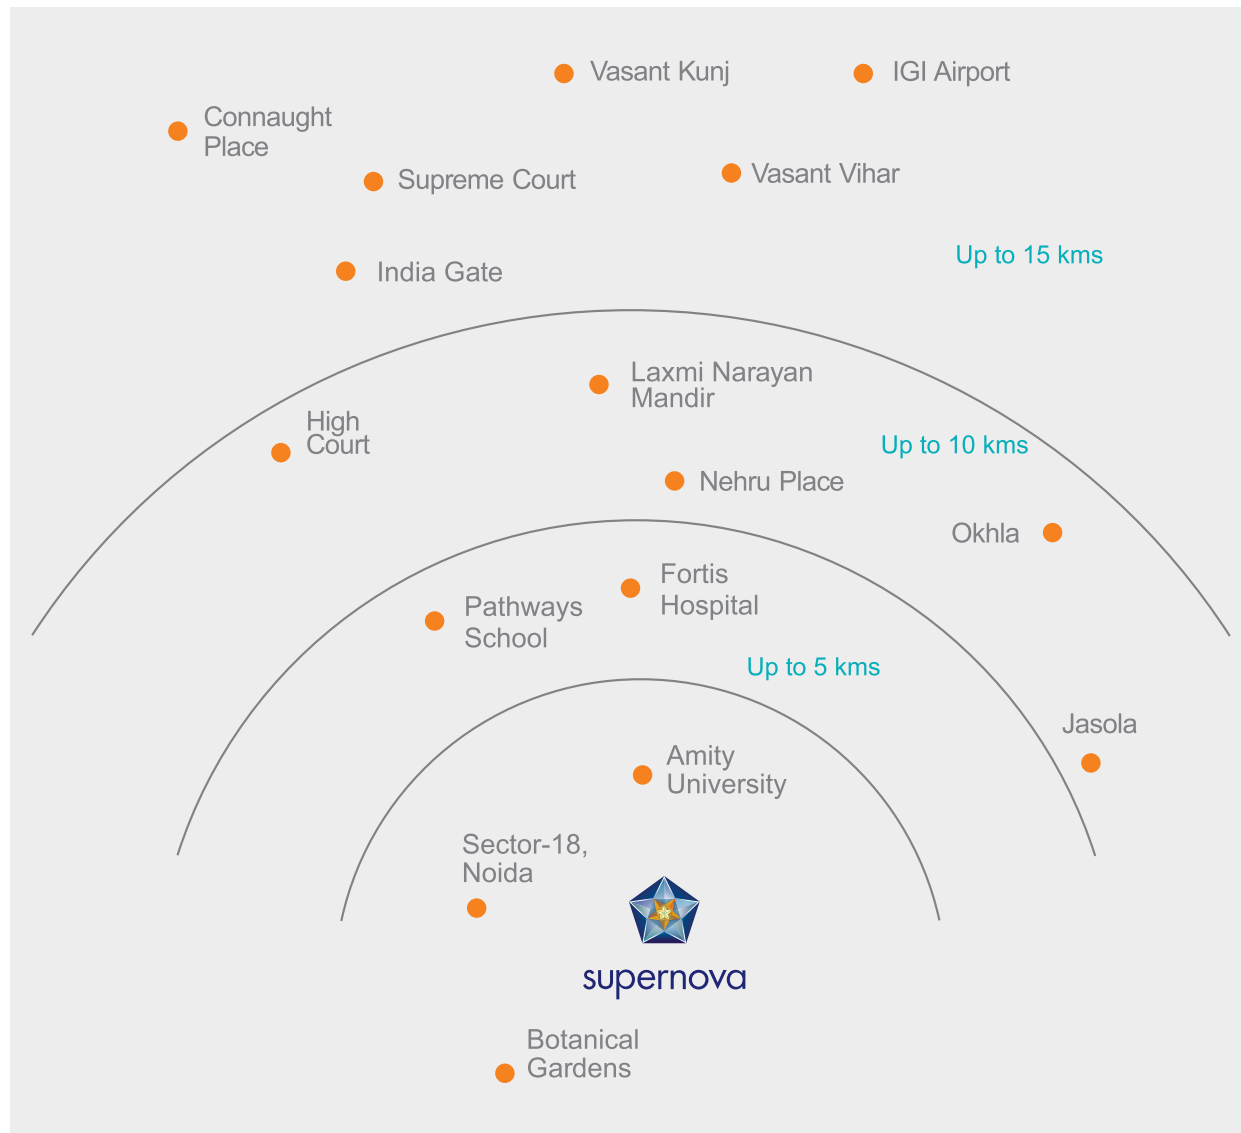 Vasant Kunj
IGI Airport
Connaught
Place
Supreme Court
Vasant Vihar
Up to 15 kms
India Gate
Laxmi Narayan
Mandir
High
Court
Up to 10 kms
Nehru Place
Okhla
Fortis
Hospital
Pathways
School
Up to 5 kms
Jasola
Amity
University
Sector-18,
Noida
supernova
Botanical
Gardens